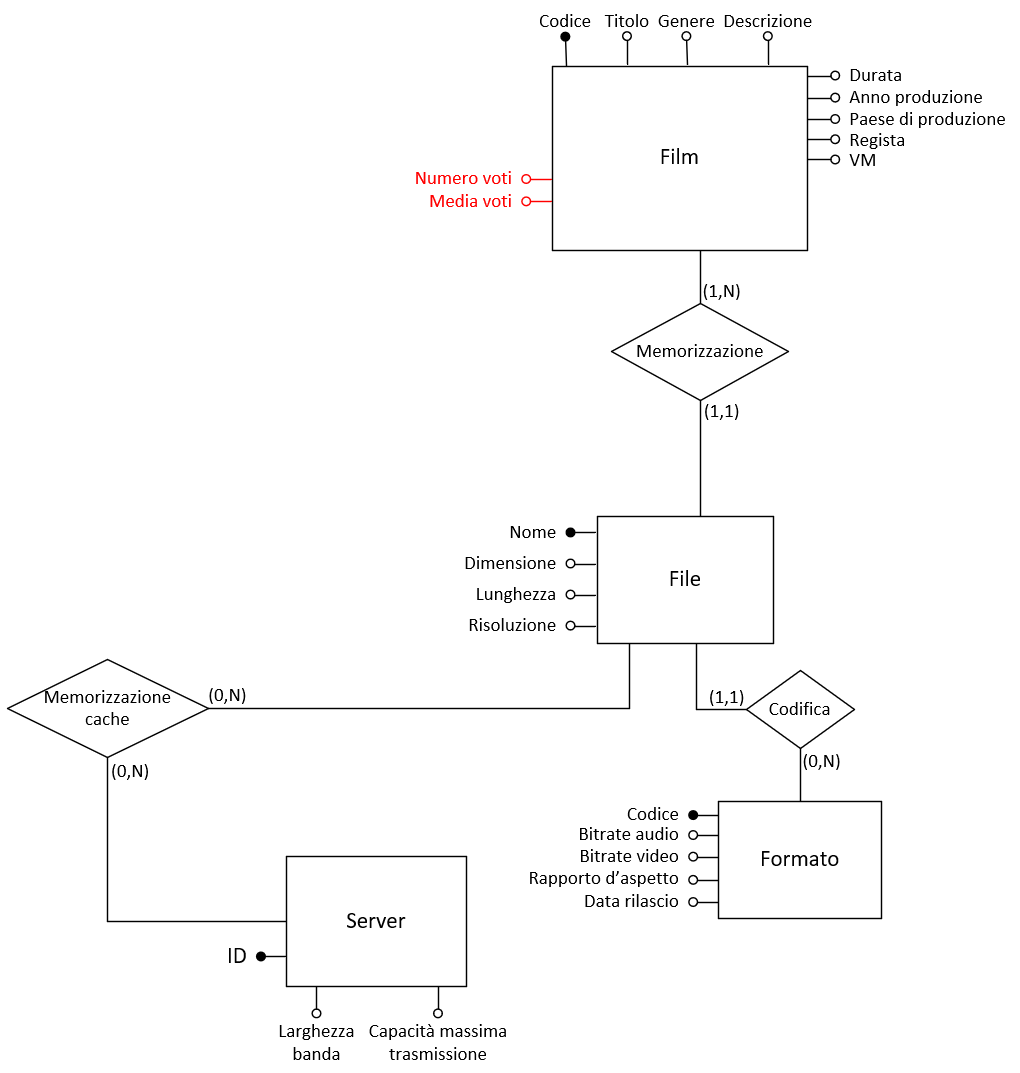 Codice Titolo Genere Descrizione
Durata
Anno produzione
Paese di produzione
Regista
VM
Film
Numero voti
Media voti
(1,N)
Memorizzazione
(1,1)
Nome
Dimensione
Lunghezza
Risoluzione
File
Memorizzazione
cache
(0,N)
(0,N)
(1,1)
Codifica
(0,N)
Codice
Bitrate audio
Bitrate video
Rapporto d'aspetto
Data rilascio
Formato
Server
ID
Larghezza
banda
Capacità massima
trasmissione